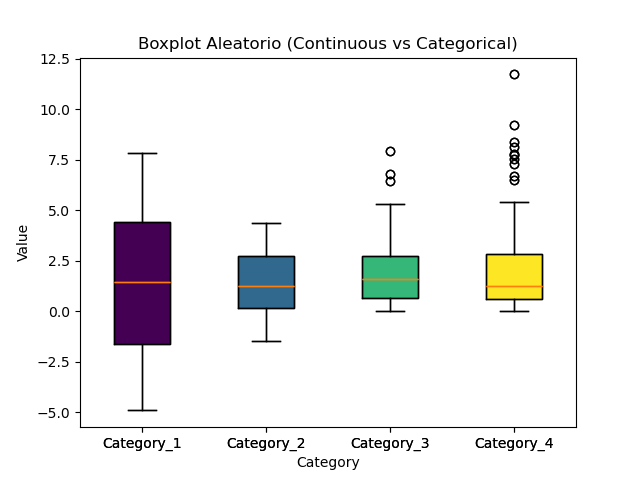 Boxplot Aleatorio (Continuous vs Categorical)
12.5
10.0
7.5
5.0
2.5
0.0
−2.5
−5.0
Value
Category_1
Category_2
Category_3
Category_4
Category